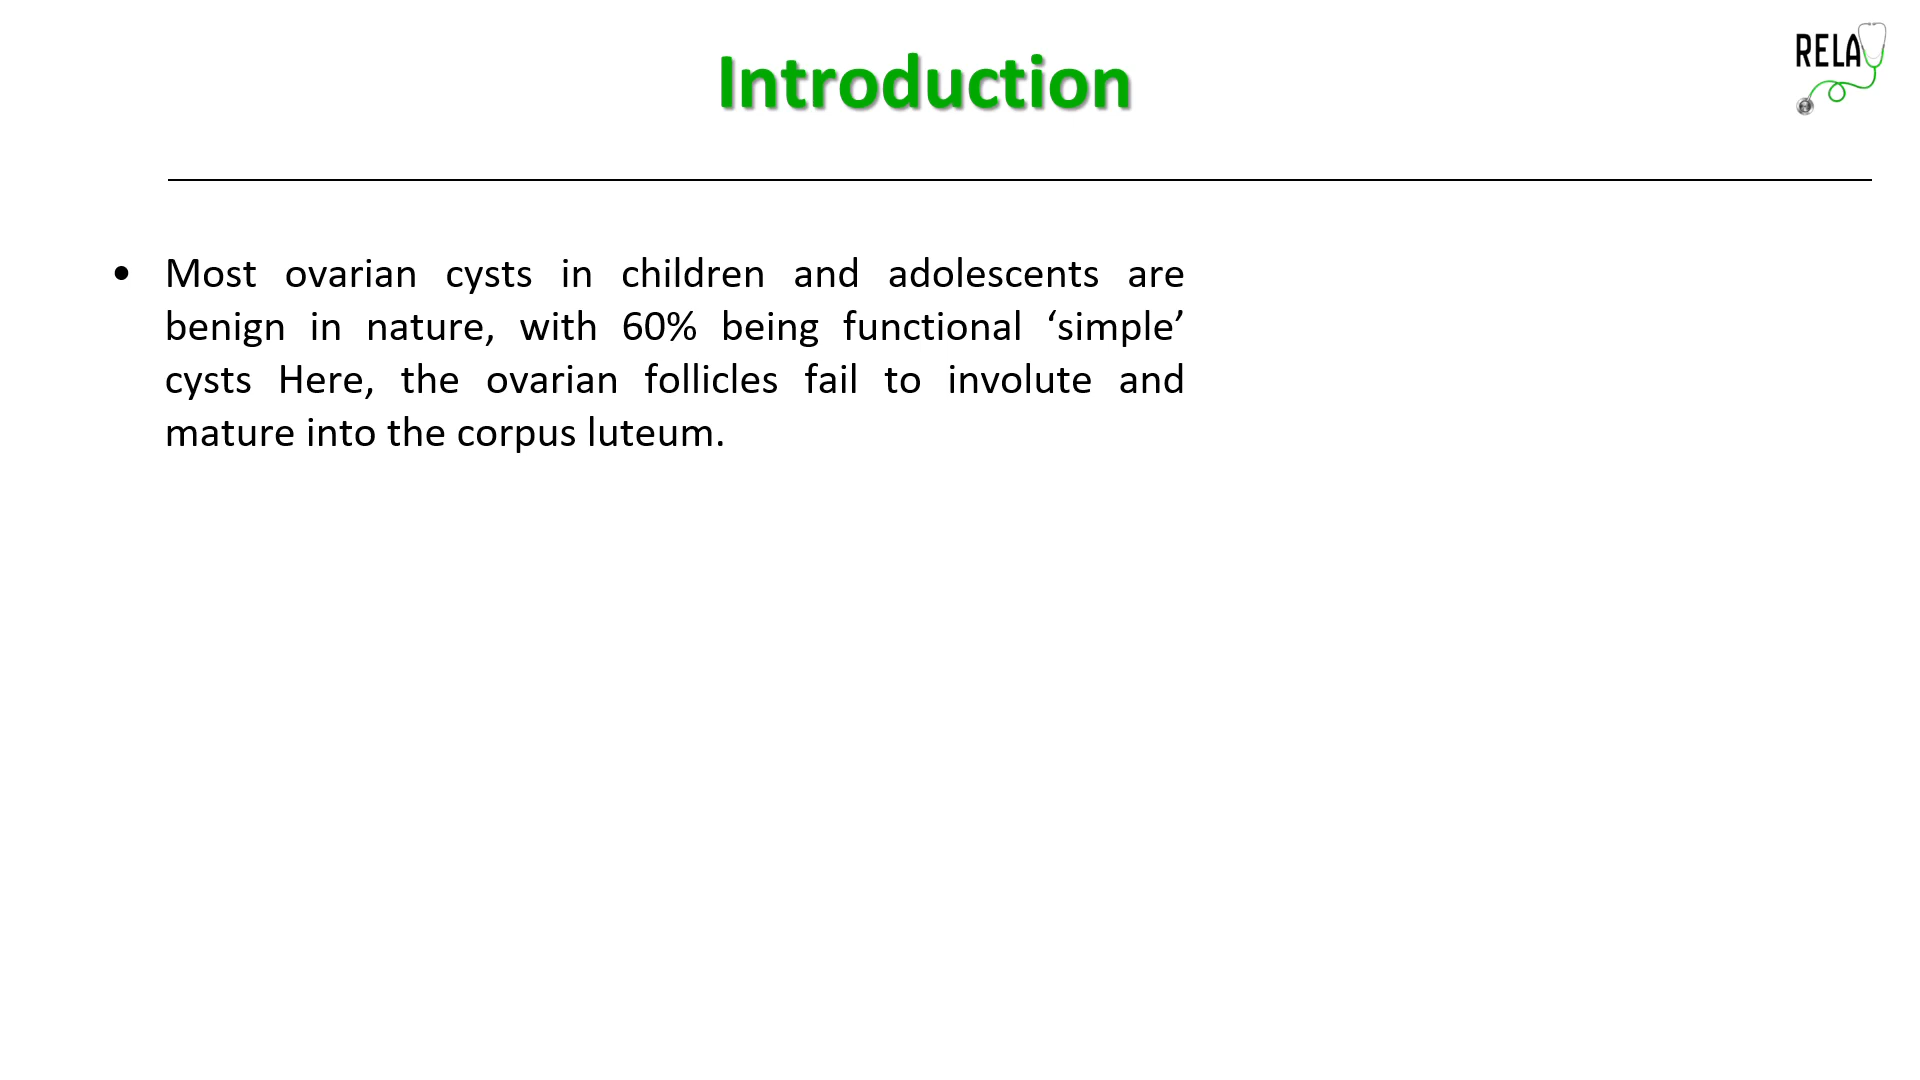 Introduction
RELAY
• Most ovarian cysts in children and adolescents are
benign in nature, with 60% being functional ‘simple’
cysts Here, the ovarian follicles fail to involute and
mature into the corpus luteum.